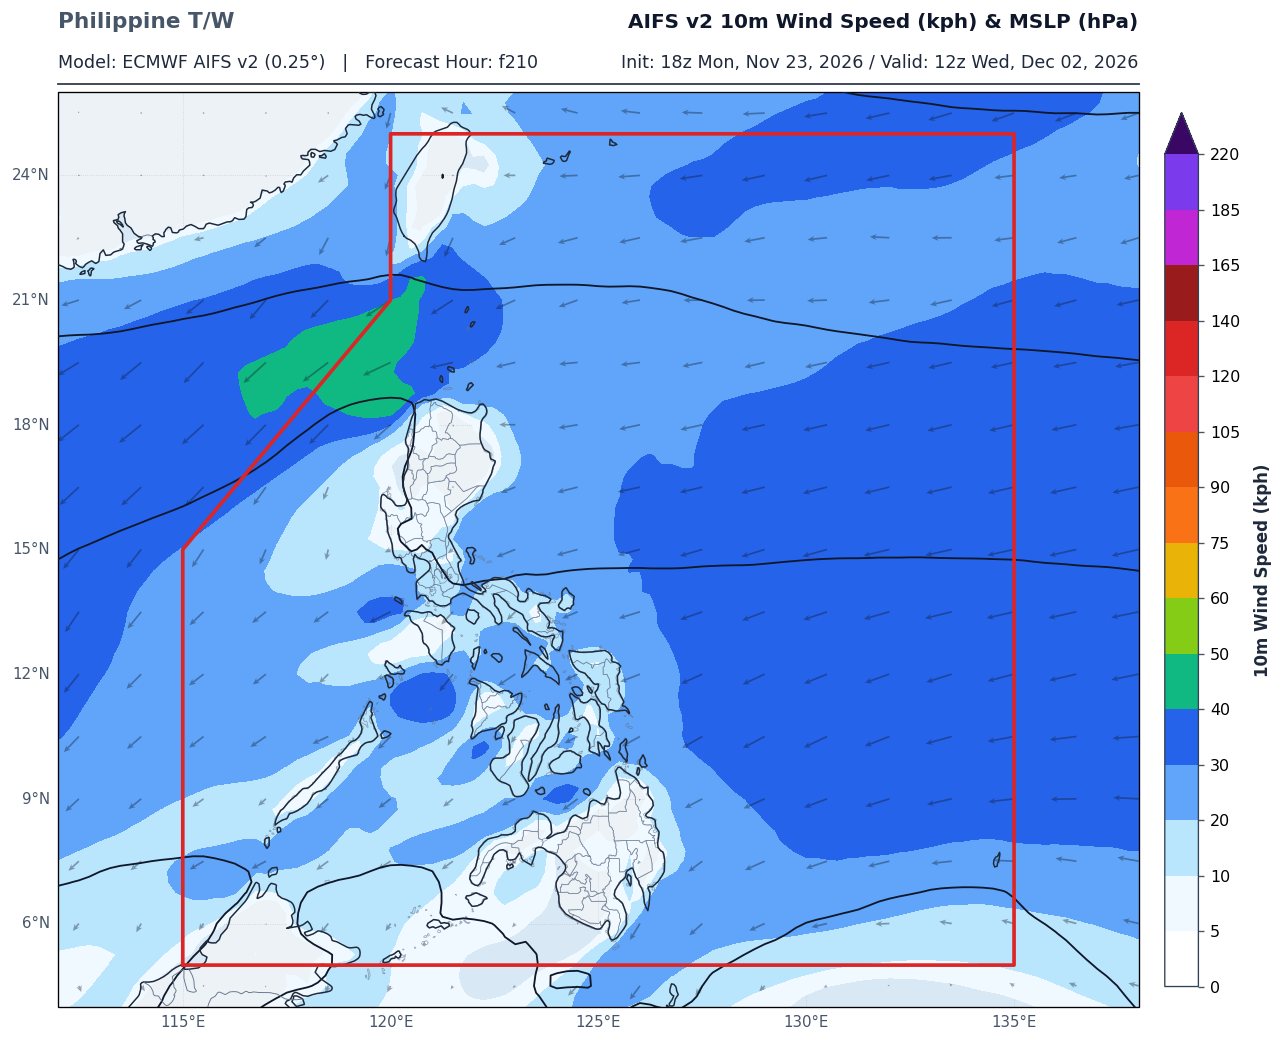 Philippine T/W
AIFS v2 10m Wind Speed (kph) & MSLP (hPa)
Model: ECMWF AIFS v2 (0.25°) | Forecast Hour: f210
Init: 18z Mon, Nov 23, 2026 / Valid: 12z Wed, Dec 02, 2026
24°N
21°N
18°N
15°N
12°N
9°N
6°N
115°E
120°E
125°E
130°E
135°E
220
185
165
140
120
105
90
75
60
50
40
30
20
10
5
0
10m Wind Speed (kph)